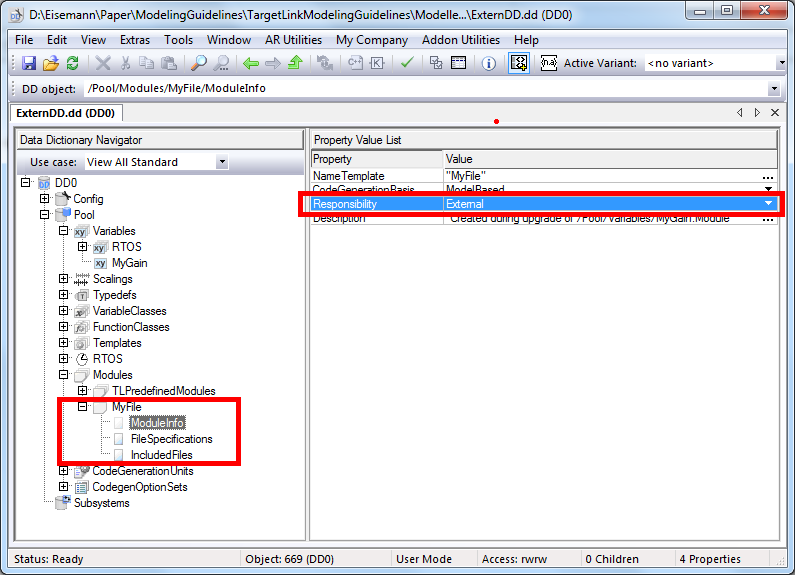 D:\Eisemann\Paper\ModelingGuidelines\TargetLinkModelingGuidelines\Modelle...\ExternDD.dd (DD0)
File Edit View Extras Tools Window AR Utilities My Company Addon Utilities Help
Active Variant: <no variant>
DD object: /Pool/Modules/MyFile/ModuleInfo
ExternDD.dd (DD0)
Data Dictionary Navigator
Use case: View All Standard
DD0
Config
Pool
Variables
RTOS
MyGain
Scalings
Typedefs
VariableClasses
FunctionClasses
Templates
RTOS
Modules
TLPredefinedModules
MyFile
ModuleInfo
FileSpecifications
IncludedFiles
CodeGenerationUnits
CodegenOptionSets
Subsystems
Property Value List
Property Value
NameTemplate "MyFile" ...
CodeGenerationBasis ModelBased
Responsibility External
Description "Created during upgrade of /Pool/Variables/MyGain.Module ...
Status: Ready Object: 669 (DD0) User Mode Access: rwrw 0 Children 4 Properties